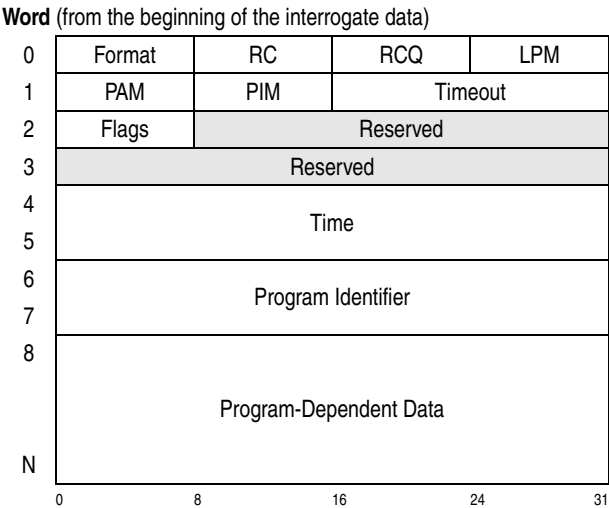 Word (from the beginning of the interrogate data)
0 Format RC RCQ LPM
1 PAM PIM Timeout
2 Flags Reserved
3 Reserved
4
Time
5
6
Program Identifier
7
8
Program-Dependent Data
N
0 8 16 24 31